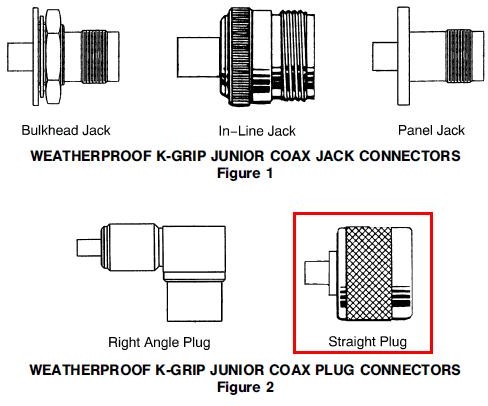 Bulkhead Jack
In-Line Jack
Panel Jack
WEATHERPROOF K-GRIP JUNIOR COAX JACK CONNECTORS
Figure 1
Right Angle Plug
Straight Plug
WEATHERPROOF K-GRIP JUNIOR COAX PLUG CONNECTORS
Figure 2